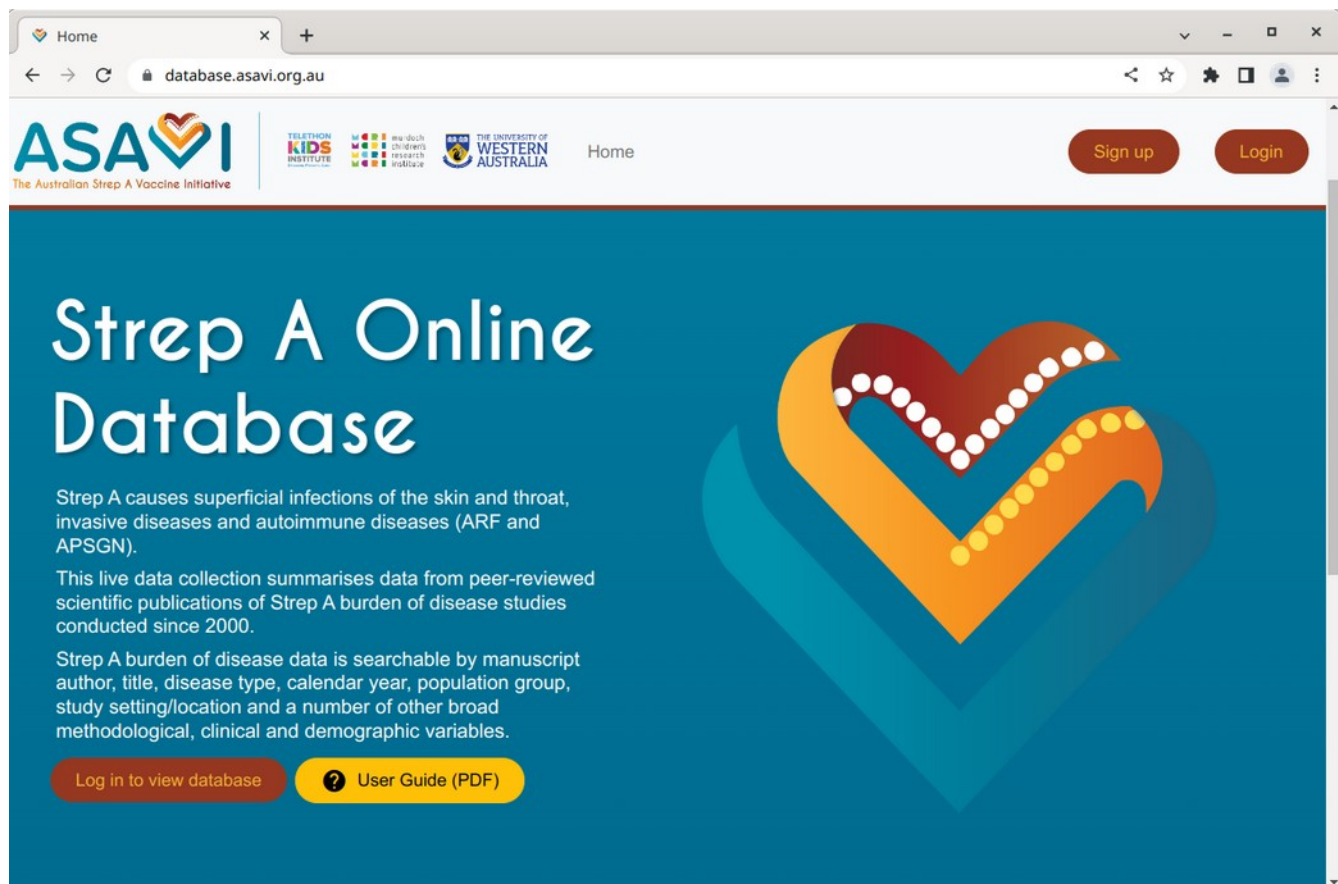 Home
database.asavi.org.au
ASAVI
The Australian Strep A Vaccine Initiative
TELETHON
KIDS
INSTITUTE
murdoch
children's
research
institute
THE UNIVERSITY OF
WESTERN
AUSTRALIA
Home
Sign up
Login
Strep A Online
Database
Strep A causes superficial infections of the skin and throat,
invasive diseases and autoimmune diseases (ARF and
APSGN).
This live data collection summarises data from peer-reviewed
scientific publications of Strep A burden of disease studies
conducted since 2000.
Strep A burden of disease data is searchable by manuscript
author, title, disease type, calendar year, population group,
study setting/location and a number of other broad
methodological, clinical and demographic variables.
Log in to view database
User Guide (PDF)